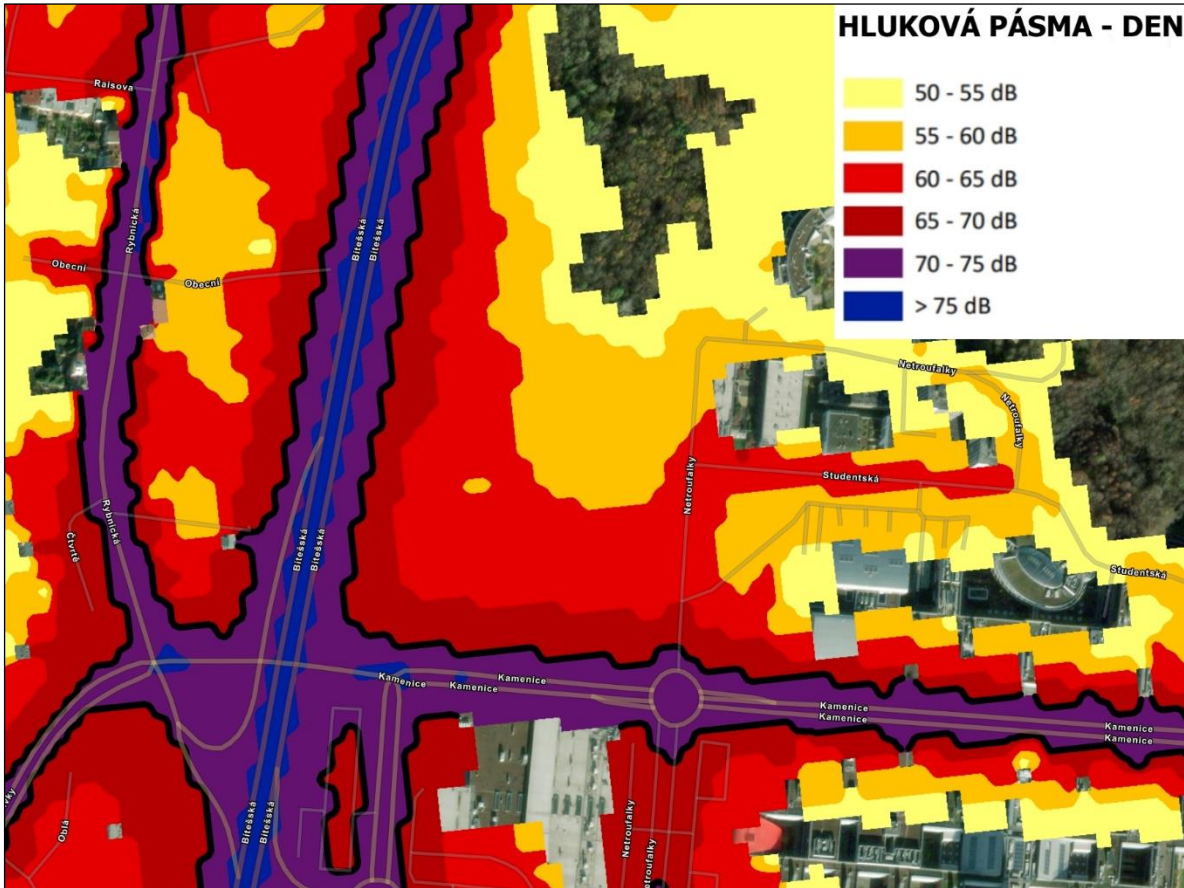 HLUKOVÁ PÁSMA - DEN
50 - 55 dB
55 - 60 dB
60 - 65 dB
65 - 70 dB
70 - 75 dB
> 75 dB
Raisova
Rybnická
Bítešská
Bítešská
Obecní
Obecní
Netroufalky
Netroufalky
Netroufalky
Studentská
Rybnická
Čtvrtě
Bítešská
Bítešská
Studentská
Kamenice
Kamenice
Kamenice
Kamenice
Kamenice
Kamenice
Kamenice
Oblá
Bítešská
Bítešská
Netroufalky
Netroufalky